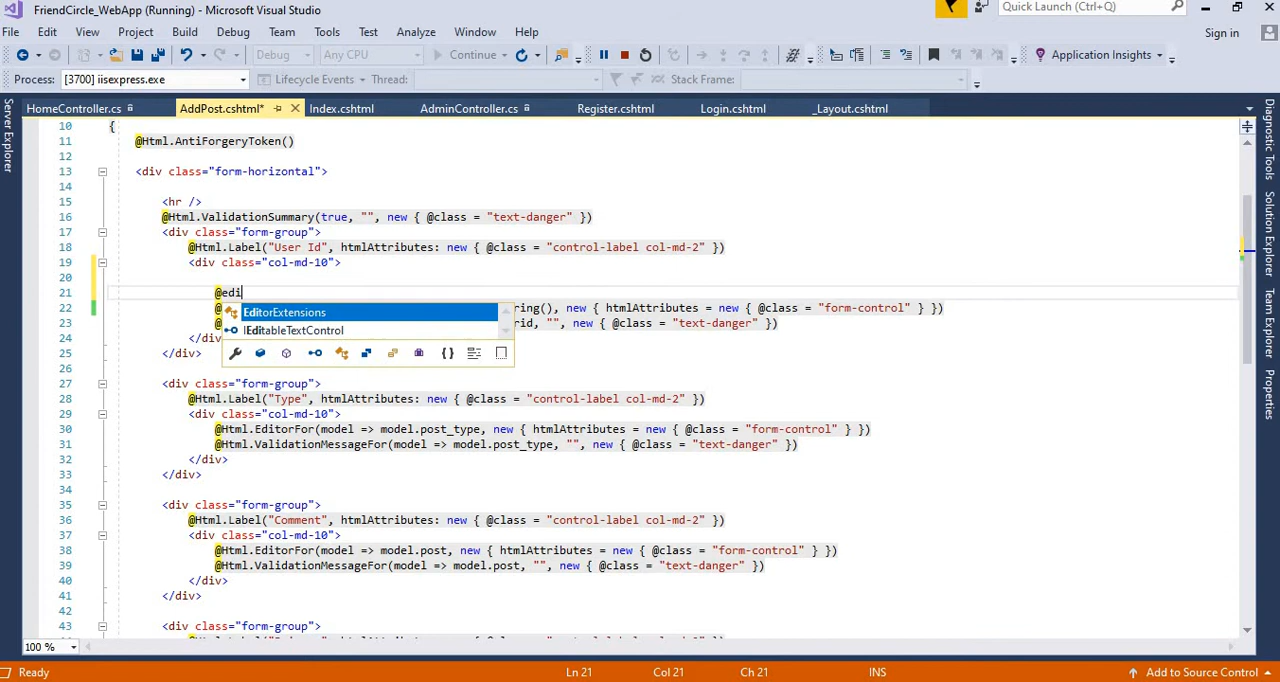 FriendCircle_WebApp (Running) - Microsoft Visual Studio
Quick Launch (Ctrl+Q)
File Edit View Project Build Debug Team Tools Test Analyze Window Help
Sign in
Debug Any CPU Continue Application Insights
Process: [3700] iisexpress.exe Lifecycle Events Thread: Stack Frame:
HomeController.cs AddPost.cshtml* Index.cshtml AdminController.cs Register.cshtml Login.cshtml _Layout.cshtml
Server Explorer
Diagnostic Tools
Solution Explorer
Team Explorer
Properties
10 {
11 @Html.AntiForgeryToken()
12
13 <div class="form-horizontal">
14
15 <hr />
16 @Html.ValidationSummary(true, "", new { @class = "text-danger" })
17 <div class="form-group">
18 @Html.Label("User Id", htmlAttributes: new { @class = "control-label col-md-2" })
19 <div class="col-md-10">
20
21 @edi
EditorExtensions
IEditableTextControl
22 @ ring(), new { htmlAttributes = new { @class = "form-control" } })
23 @ rid, "", new { @class = "text-danger" })
24 </div
25 </div>
26
27 <div class="form-group">
28 @Html.Label("Type", htmlAttributes: new { @class = "control-label col-md-2" })
29 <div class="col-md-10">
30 @Html.EditorFor(model => model.post_type, new { htmlAttributes = new { @class = "form-control" } })
31 @Html.ValidationMessageFor(model => model.post_type, "", new { @class = "text-danger" })
32 </div>
33 </div>
34
35 <div class="form-group">
36 @Html.Label("Comment", htmlAttributes: new { @class = "control-label col-md-2" })
37 <div class="col-md-10">
38 @Html.EditorFor(model => model.post, new { htmlAttributes = new { @class = "form-control" } })
39 @Html.ValidationMessageFor(model => model.post, "", new { @class = "text-danger" })
40 </div>
41 </div>
42
43 <div class="form-group">
100 %
Ready Ln 21 Col 21 Ch 21 INS Add to Source Control